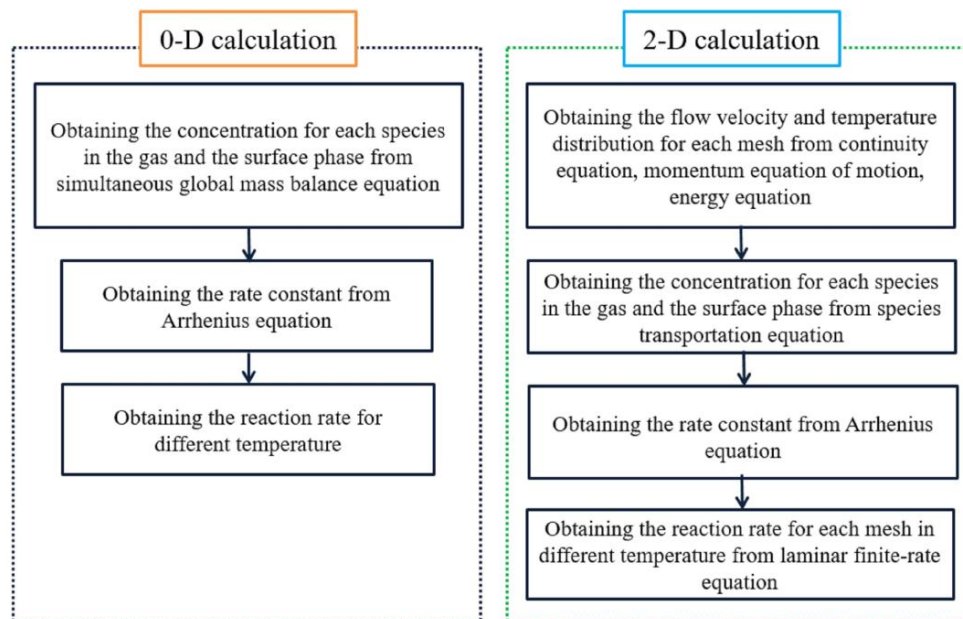 0-D calculation
Obtaining the concentration for each species
in the gas and the surface phase from
simultaneous global mass balance equation
Obtaining the rate constant from
Arrhenius equation
Obtaining the reaction rate for
different temperature
2-D calculation
Obtaining the flow velocity and temperature
distribution for each mesh from continuity
equation, momentum equation of motion,
energy equation
Obtaining the concentration for each species
in the gas and the surface phase from species
transportation equation
Obtaining the rate constant from Arrhenius
equation
Obtaining the reaction rate for each mesh in
different temperature from laminar finite-rate
equation